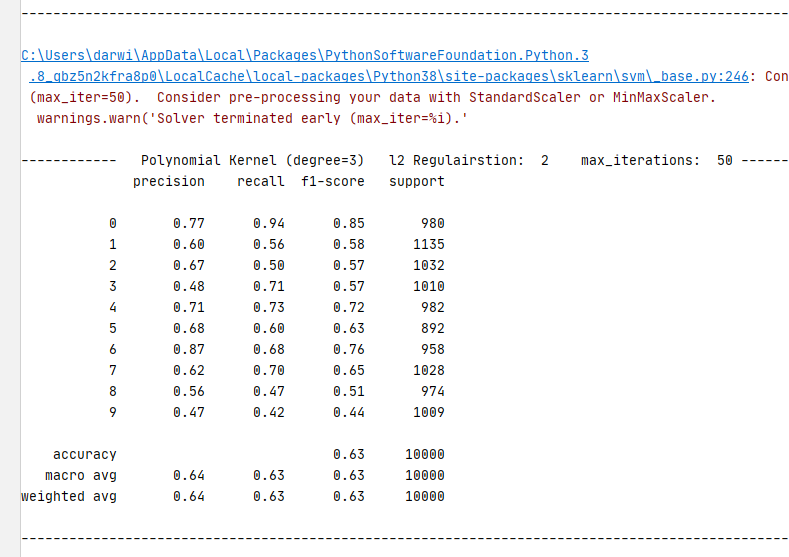 --------------------------------------------------------------------------------
C:\Users\darwi\AppData\Local\Packages\PythonSoftwareFoundation.Python.3
.8_qbz5n2kfra8p0\LocalCache\local-packages\Python38\site-packages\sklearn\svm\_base.py:246: Con
(max_iter=50).  Consider pre-processing your data with StandardScaler or MinMaxScaler.
warnings.warn('Solver terminated early (max_iter=%i).'
------------   Polynomial Kernel (degree=3)   l2 Regulairstion:  2    max_iterations:  50 ------
precision    recall  f1-score   support
0       0.77      0.94      0.85       980
1       0.60      0.56      0.58      1135
2       0.67      0.50      0.57      1032
3       0.48      0.71      0.57      1010
4       0.71      0.73      0.72       982
5       0.68      0.60      0.63       892
6       0.87      0.68      0.76       958
7       0.62      0.70      0.65      1028
8       0.56      0.47      0.51       974
9       0.47      0.42      0.44      1009
accuracy                           0.63     10000
macro avg       0.64      0.63      0.63     10000
weighted avg       0.64      0.63      0.63     10000
--------------------------------------------------------------------------------